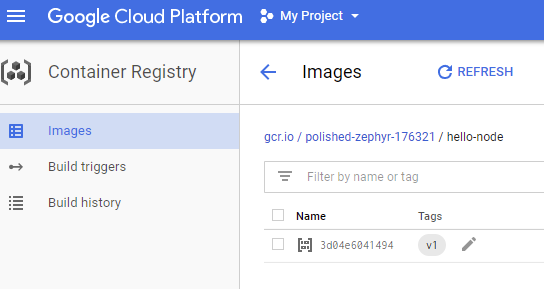 Google Cloud Platform My Project
Container Registry
Images REFRESH
Images
Build triggers
Build history
gcr.io / polished-zephyr-176321 / hello-node
Filter by name or tag
Name Tags
3d04e6041494 v1